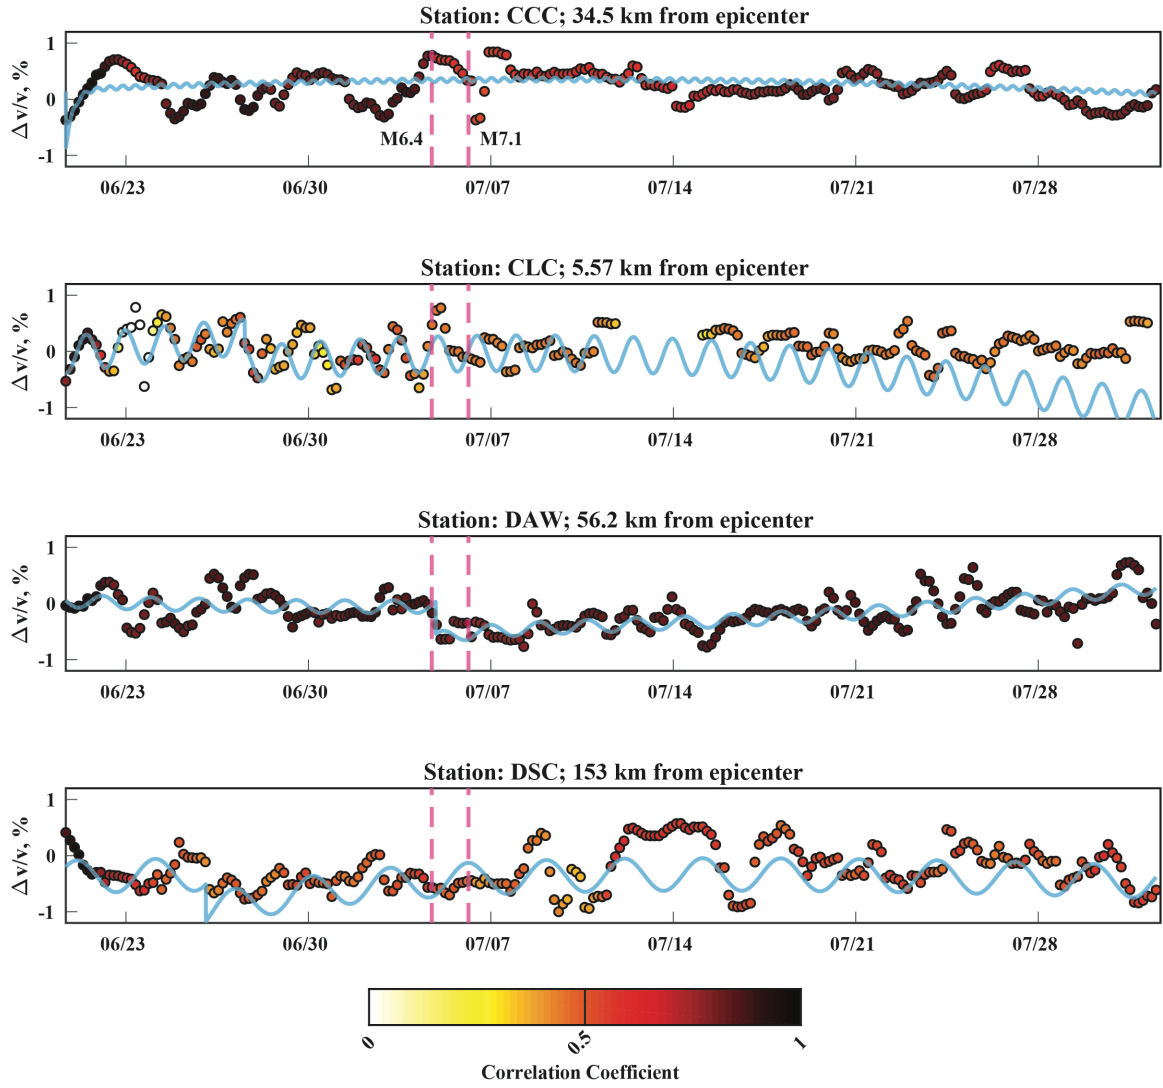 Station: CCC; 34.5 km from epicenter
Δv/v, %
1
0
-1
M6.4
M7.1
06/23 06/30 07/07 07/14 07/21 07/28
Station: CLC; 5.57 km from epicenter
Δv/v, %
1
0
-1
06/23 06/30 07/07 07/14 07/21 07/28
Station: DAW; 56.2 km from epicenter
Δv/v, %
1
0
-1
06/23 06/30 07/07 07/14 07/21 07/28
Station: DSC; 153 km from epicenter
Δv/v, %
1
0
-1
06/23 06/30 07/07 07/14 07/21 07/28
0 0.5 1
Correlation Coefficient